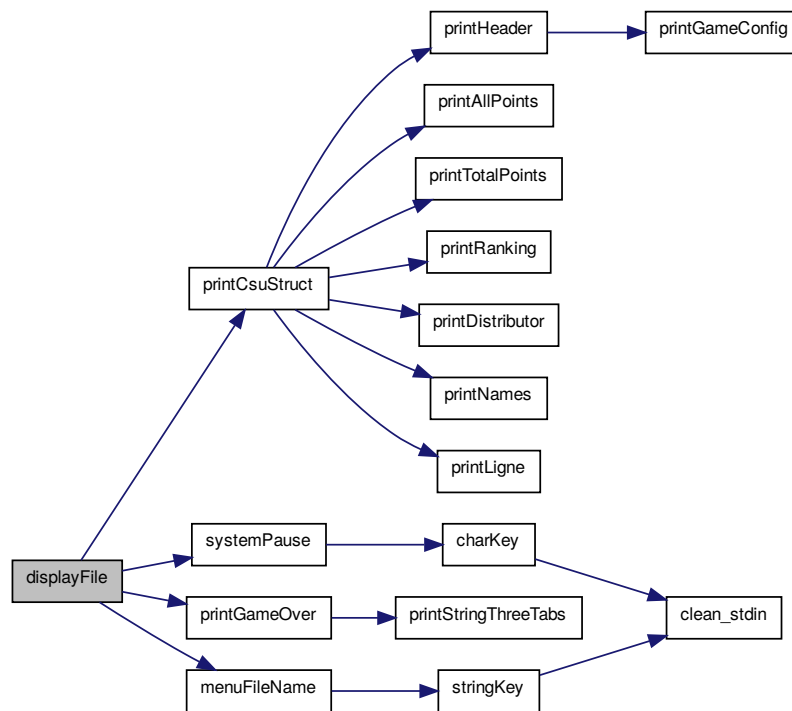 printHeader
printGameConfig
printAllPoints
printTotalPoints
printRanking
printCsuStruct
printDistributor
printNames
printLigne
systemPause
charKey
displayFile
printGameOver
printStringThreeTabs
clean_stdin
menuFileName
stringKey